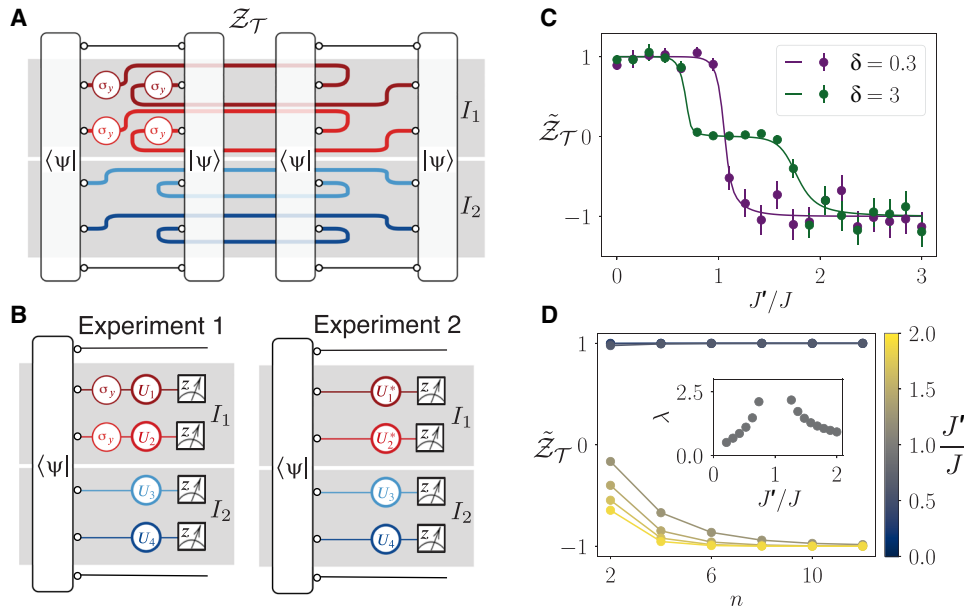 A
𝒵_𝒯
σ_y
σ_y
σ_y
σ_y
⟨ψ|
|ψ⟩
⟨ψ|
|ψ⟩
I_1
I_2
B
Experiment 1
Experiment 2
⟨ψ|
σ_y U_1 z
σ_y U_2 z
U_3 z
U_4 z
I_1
I_2
⟨ψ|
U_1^* z
U_2^* z
U_3 z
U_4 z
I_1
I_2
C
δ = 0.3
δ = 3
1
0
−1
𝒵̃_𝒯
0 1 2 3
J′/J
D
1
0
−1
𝒵̃_𝒯
2 6 10
n
2.5
0.0
λ
0 1 2
J′/J
2.0
1.5
1.0
0.5
0.0
J′/J